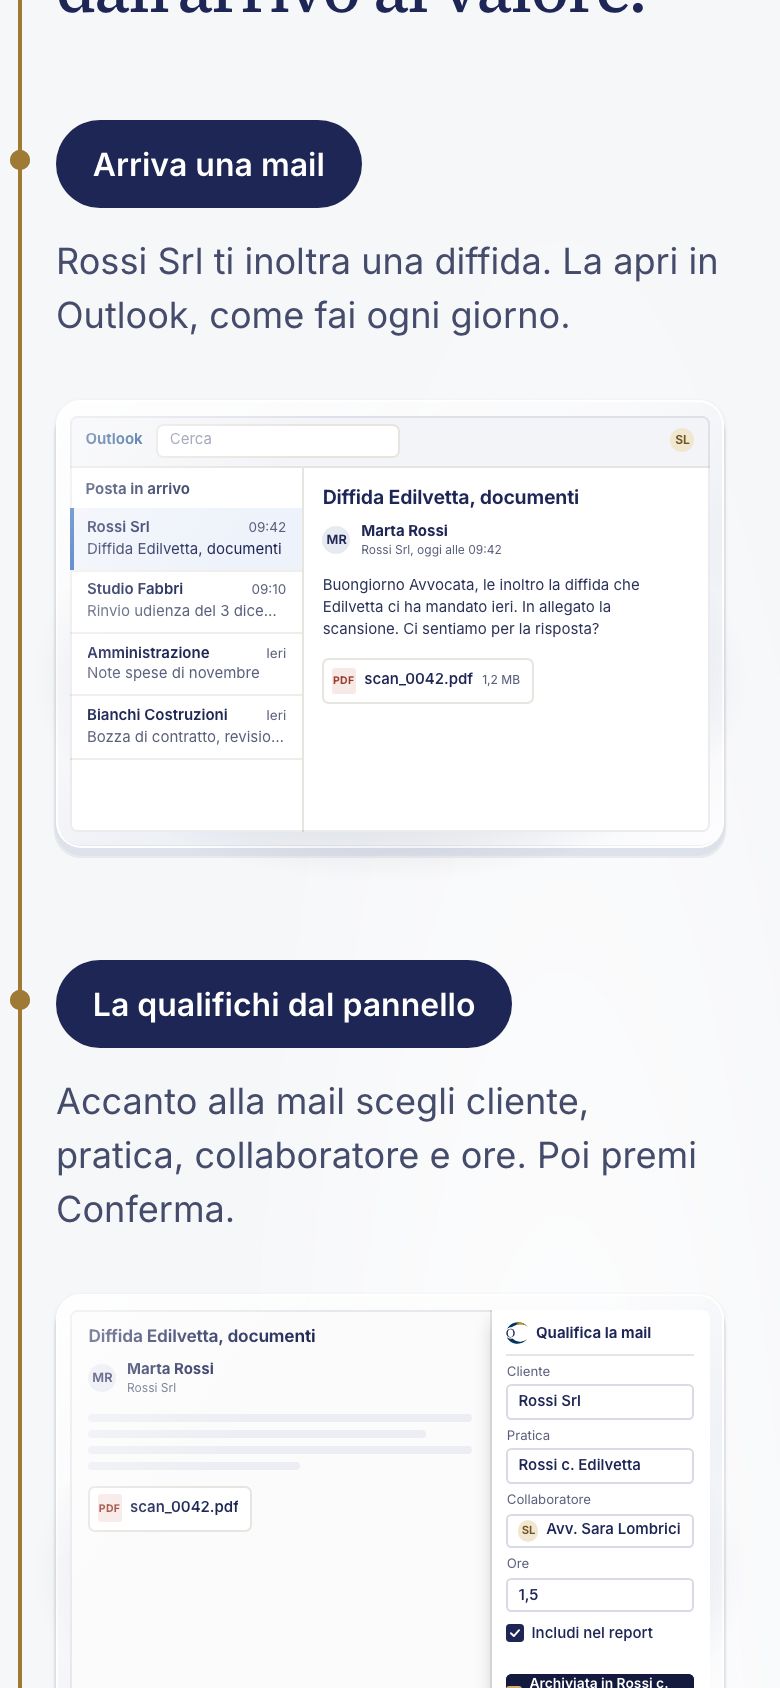 dall'arrivo al valore.
Arriva una mail
Rossi Srl ti inoltra una diffida. La apri in
Outlook, come fai ogni giorno.
Outlook
Cerca
SL
Posta in arrivo
Rossi Srl 09:42
Diffida Edilvetta, documenti
Studio Fabbri 09:10
Rinvio udienza del 3 dice...
Amministrazione Ieri
Note spese di novembre
Bianchi Costruzioni Ieri
Bozza di contratto, revisio...
Diffida Edilvetta, documenti
MR
Marta Rossi
Rossi Srl, oggi alle 09:42
Buongiorno Avvocata, le inoltro la diffida che
Edilvetta ci ha mandato ieri. In allegato la
scansione. Ci sentiamo per la risposta?
PDF scan_0042.pdf 1,2 MB
La qualifichi dal pannello
Accanto alla mail scegli cliente,
pratica, collaboratore e ore. Poi premi
Conferma.
Diffida Edilvetta, documenti
MR
Marta Rossi
Rossi Srl
PDF scan_0042.pdf
Qualifica la mail
Cliente
Rossi Srl
Pratica
Rossi c. Edilvetta
Collaboratore
SL Avv. Sara Lombrici
Ore
1,5
Includi nel report
Archiviata in Rossi c.